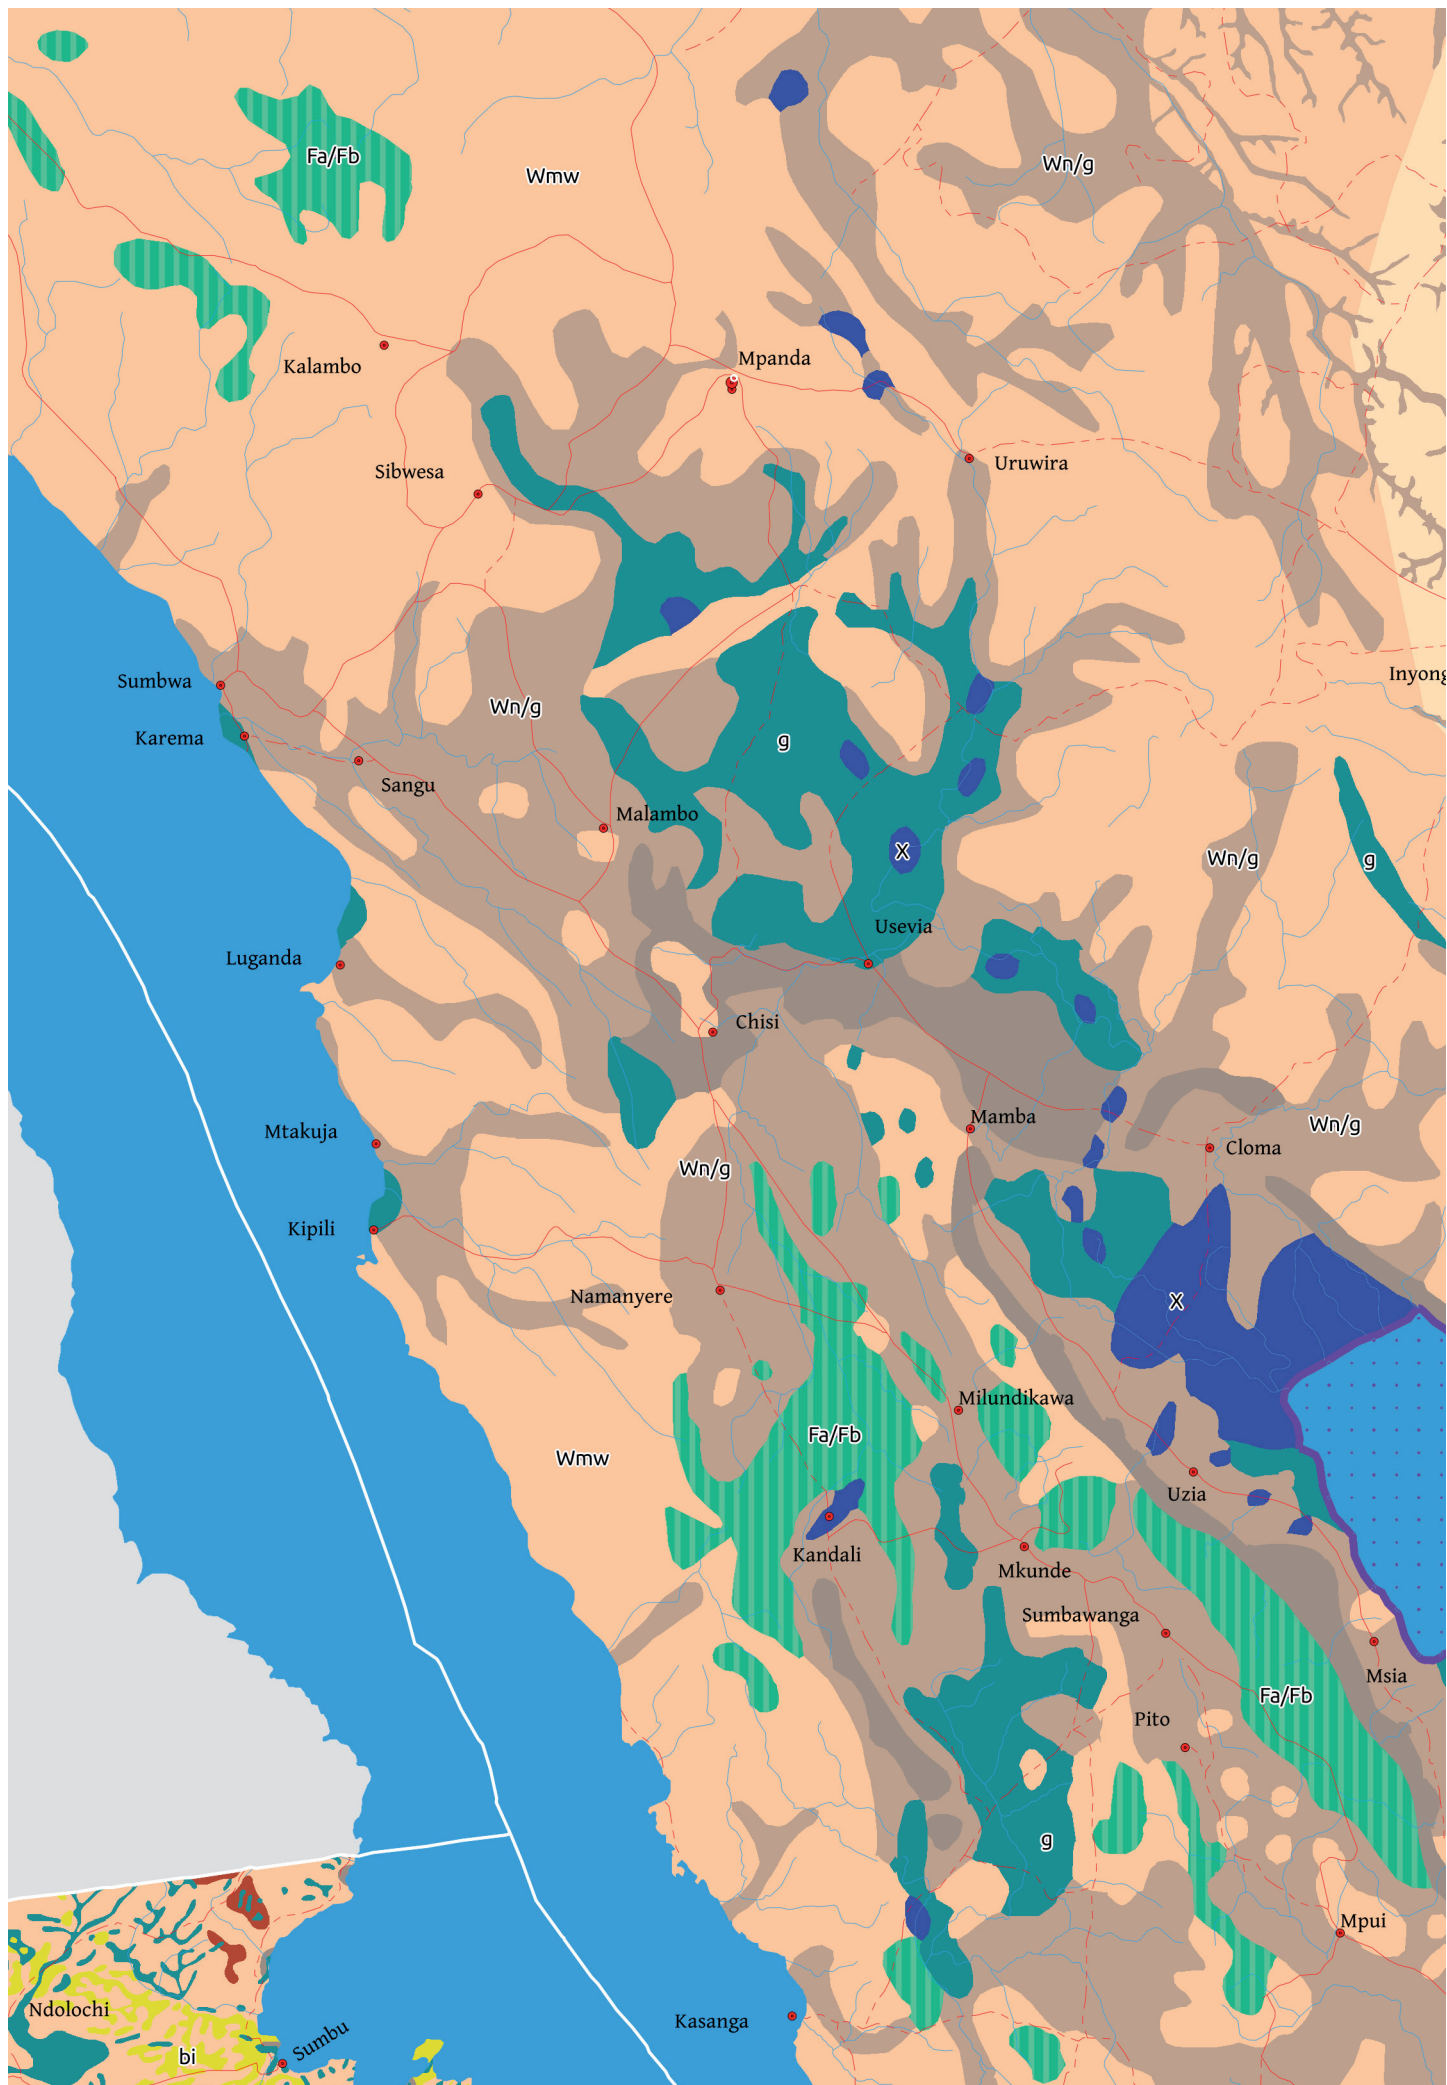 Fa/Fb
Wmw
Wn/g
Mpanda
Kalambo
Uruwira
Sibwesa
Inyong
Sumbwa
Wn/g
Karema
g
Sangu
Malambo
X
Wn/g
g
Usevia
Luganda
Chisi
Mamba
Wn/g
Mtakuja
Cloma
Wn/g
Kipili
Namanyere
X
Milundikawa
Fa/Fb
Wmw
Uzia
Kandali
Mkunde
Sumbawanga
Msia
Fa/Fb
Pito
g
Mpui
Ndolochi
Kasanga
Sumbu
bi